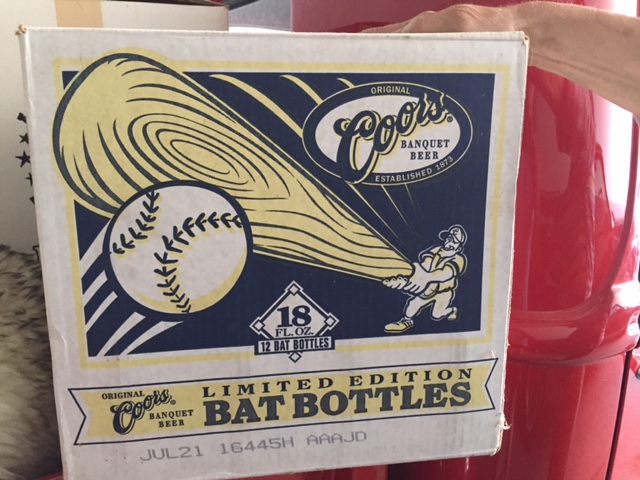 ORIGINAL
Coors®
BANQUET
BEER
ESTABLISHED 1873
18
FL. OZ.
12 BAT BOTTLES
ORIGINAL
Coors®
BANQUET
BEER
LIMITED EDITION
BAT BOTTLES
JUL21 16445H AAAJD